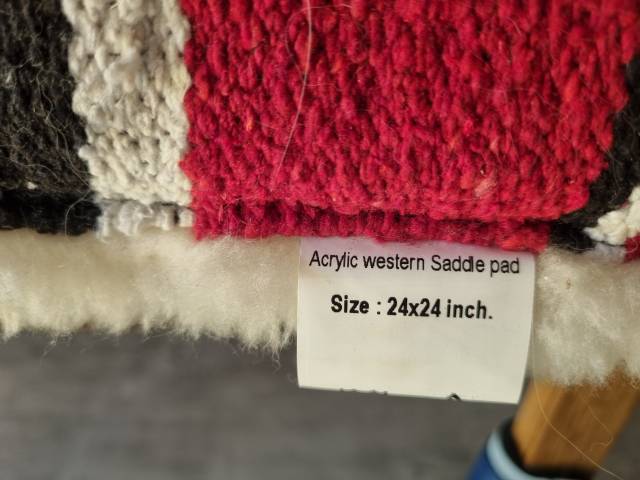 Acrylic western Saddle pad
Size : 24x24 inch.